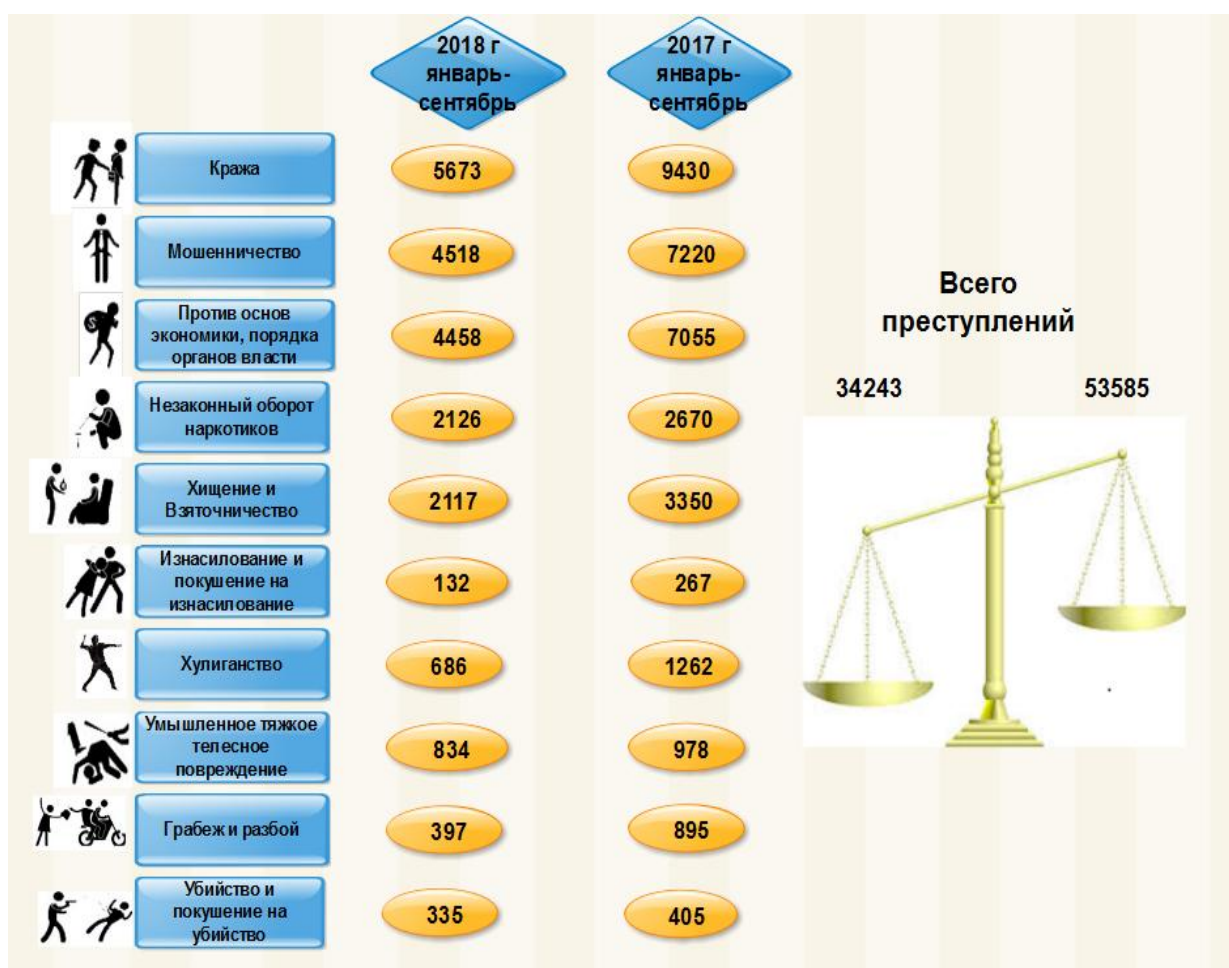 2018 г
январь-
сентябрь
2017 г
январь-
сентябрь
Кража
5673
9430
Мошенничество
4518
7220
Против основ
экономики, порядка
органов власти
4458
7055
Незаконный оборот
наркотиков
2126
2670
Хищение и
Взяточничество
2117
3350
Изнасилование и
покушение на
изнасилование
132
267
Хулиганство
686
1262
Умышленное тяжкое
телесное
повреждение
834
978
Грабеж и разбой
397
895
Убийство и
покушение на
убийство
335
405
Всего
преступлений
34243
53585